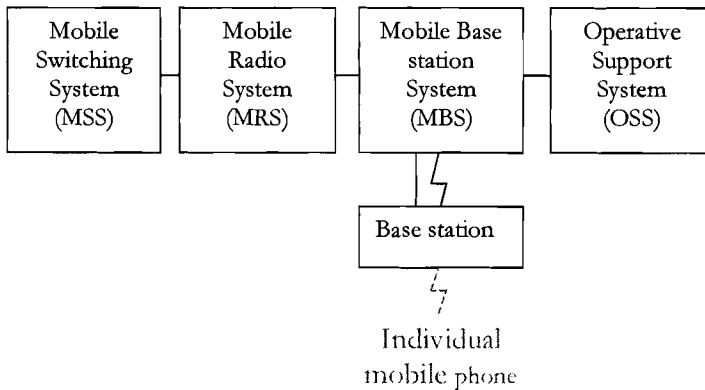 Mobile
Switching
System
(MSS)
Mobile
Radio
System
(MRS)
Mobile Base
station
System
(MBS)
Operative
Support
System
(OSS)
Base station
Individual
mobile phone